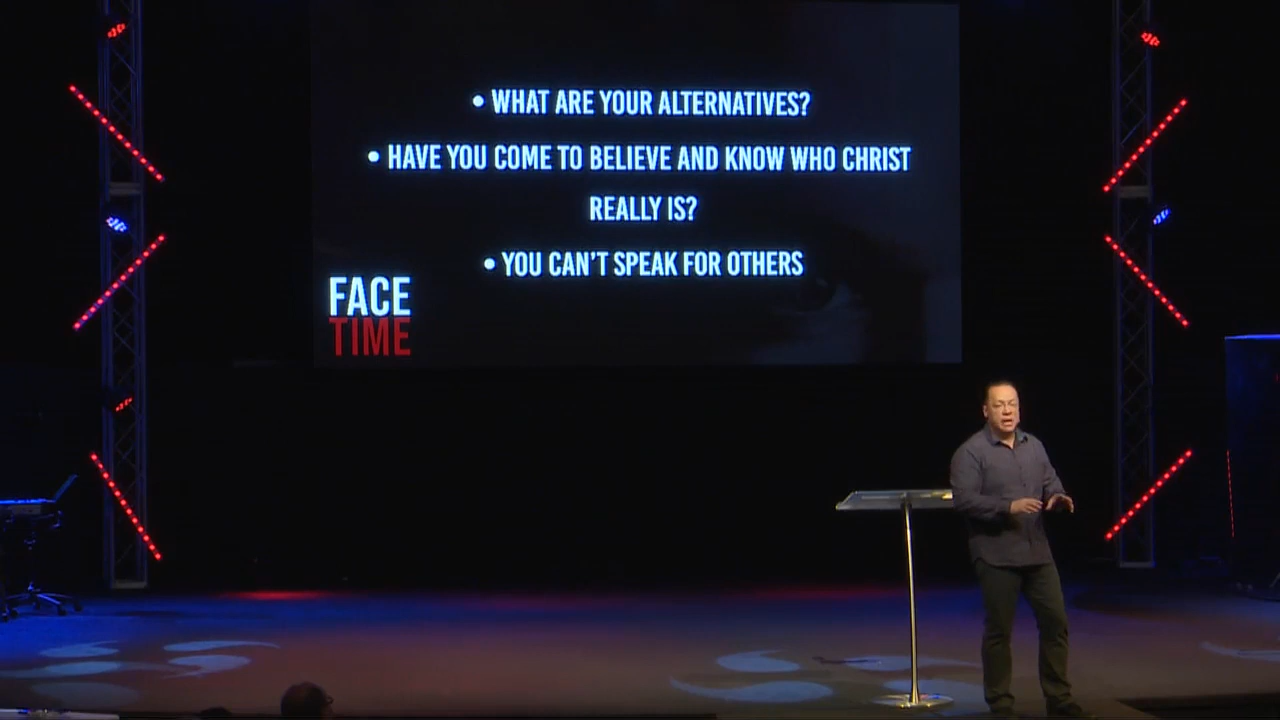 • WHAT ARE YOUR ALTERNATIVES?
• HAVE YOU COME TO BELIEVE AND KNOW WHO CHRIST
REALLY IS?
• YOU CAN'T SPEAK FOR OTHERS
FACE
TIME